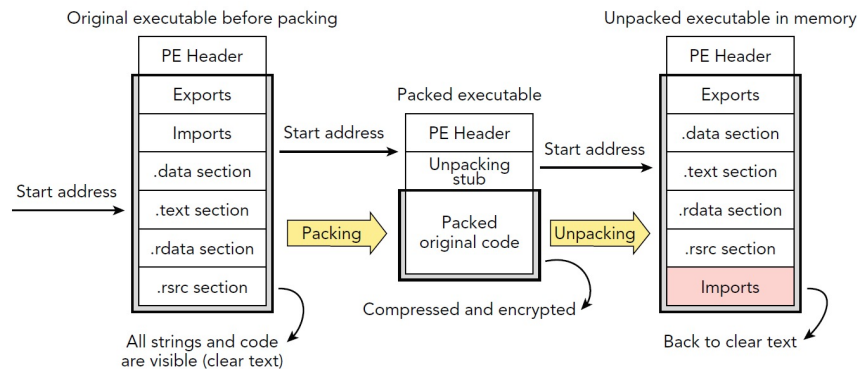 Original executable before packing
PE Header
Exports
Imports
.data section
.text section
.rdata section
.rsrc section
Start address
All strings and code
are visible (clear text)
Packing
Start address
Packed executable
PE Header
Unpacking
stub
Packed
original code
Compressed and encrypted
Unpacking
Start address
Unpacked executable in memory
PE Header
Exports
.data section
.text section
.rdata section
.rsrc section
Imports
Back to clear text